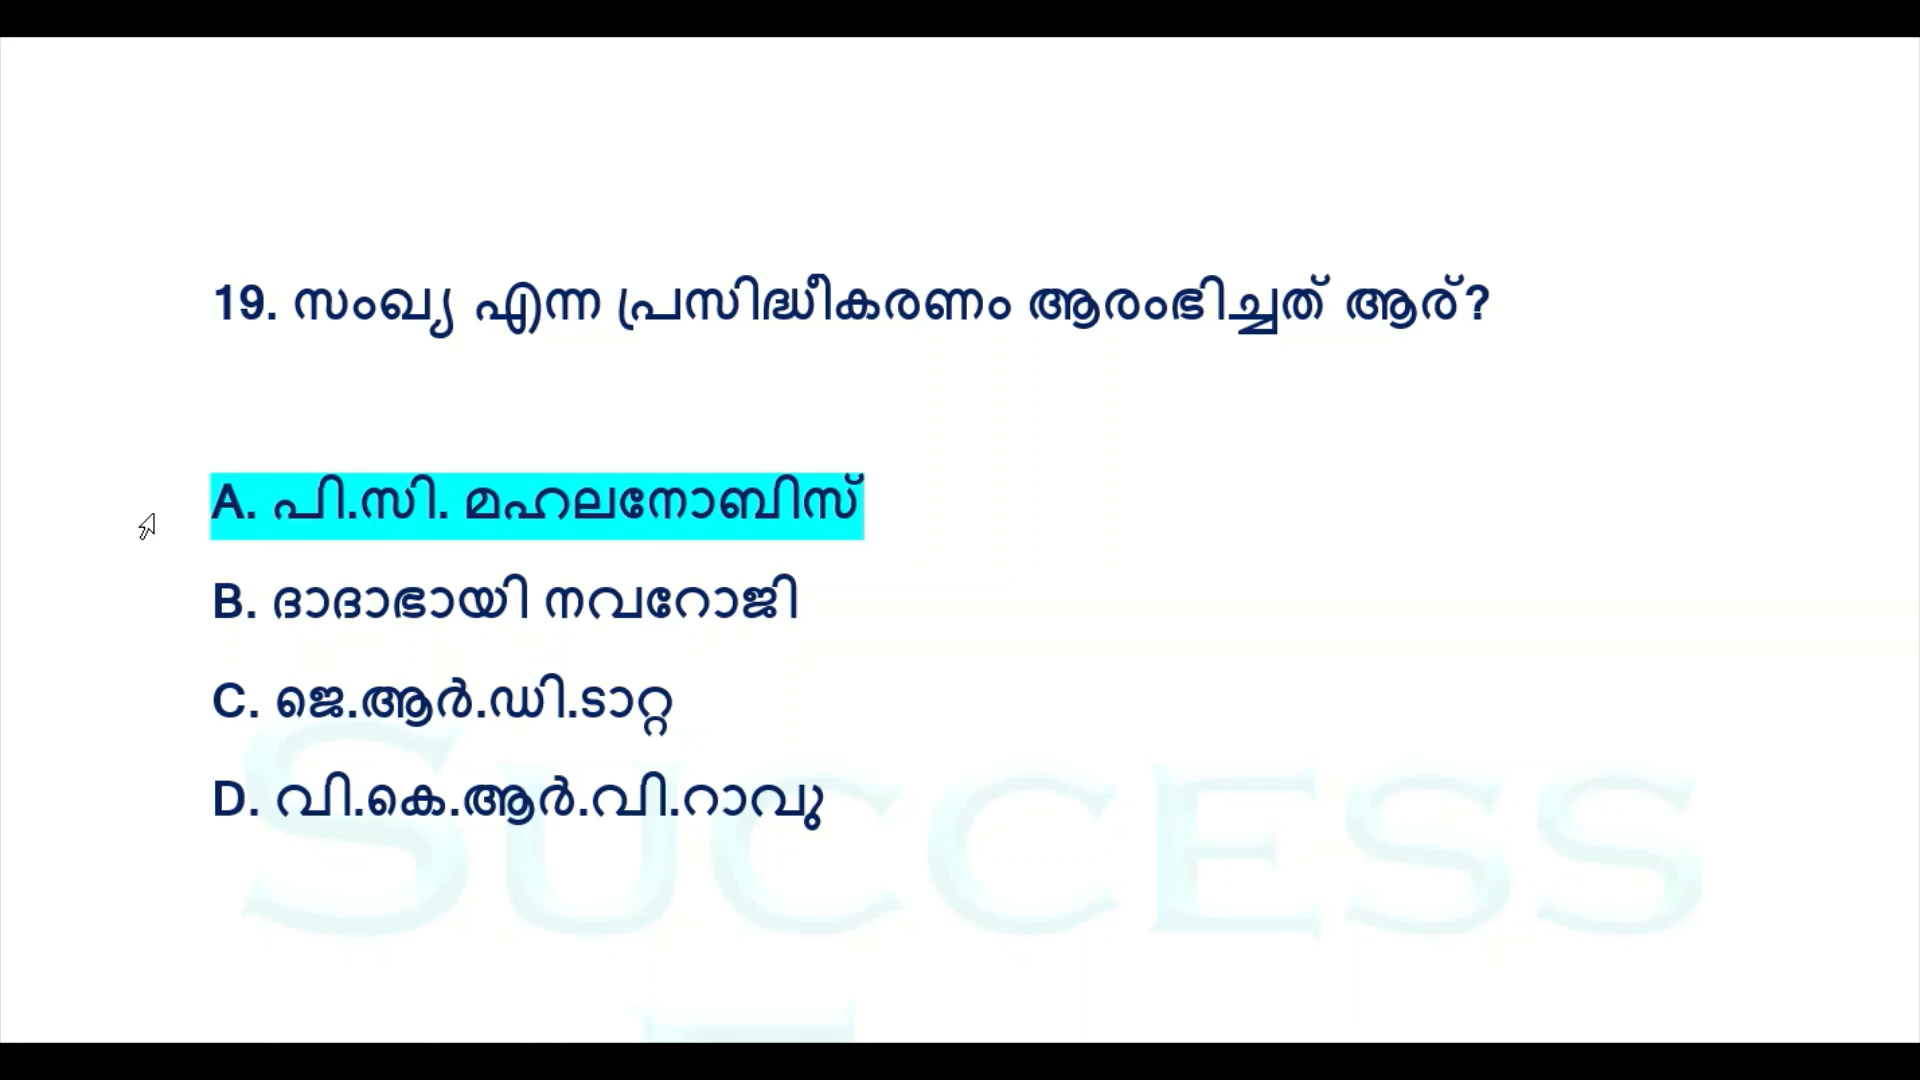 19. സംഖ്യ എന്ന പ്രസിദ്ധീകരണം ആരംഭിച്ചത് ആര്?
A. പി.സി. മഹലനോബിസ്
B. ദാദാഭായി നവറോജി
C. ജെ.ആർ.ഡി.ടാറ്റ
D. വി.കെ.ആർ.വി.റാവു
SUCCESS